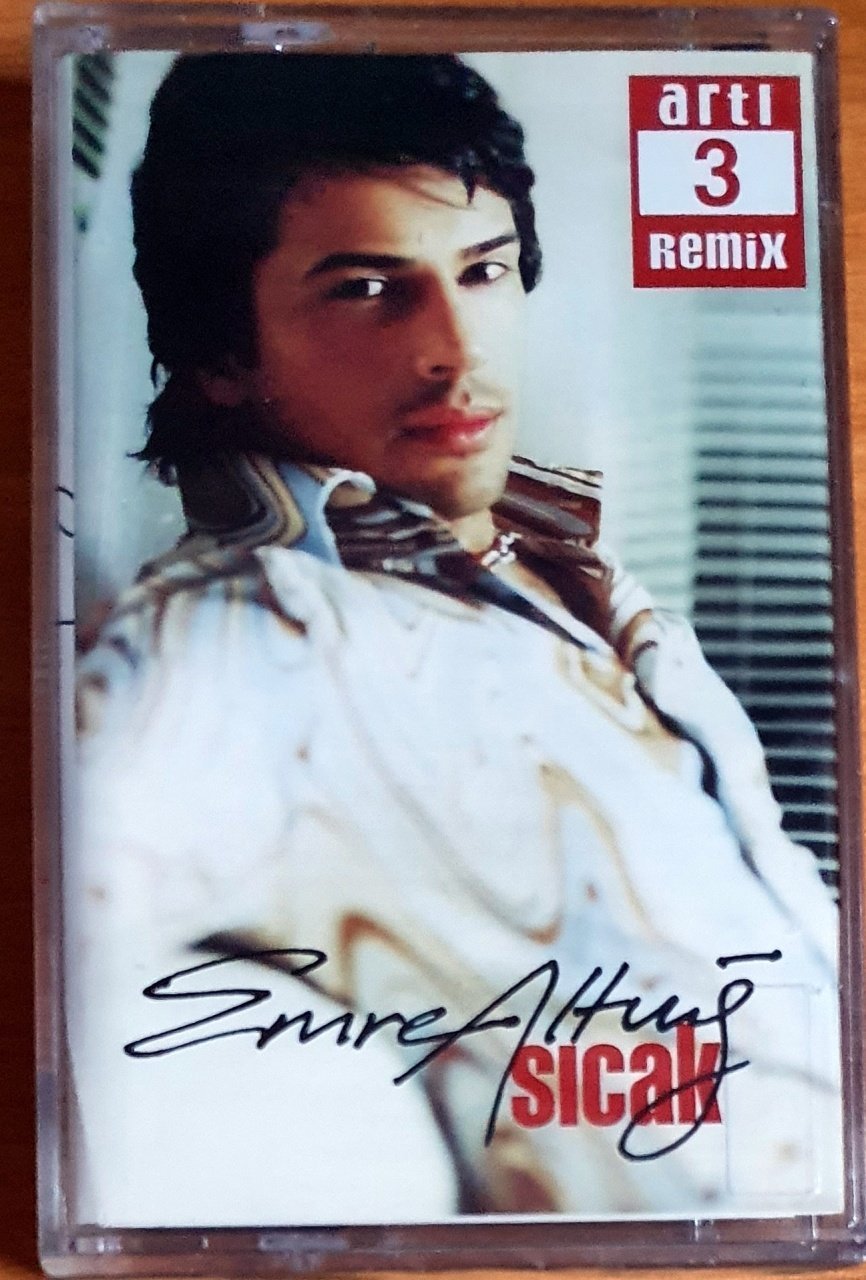 artı
3
Remix
Emre Altuğ
sıcak